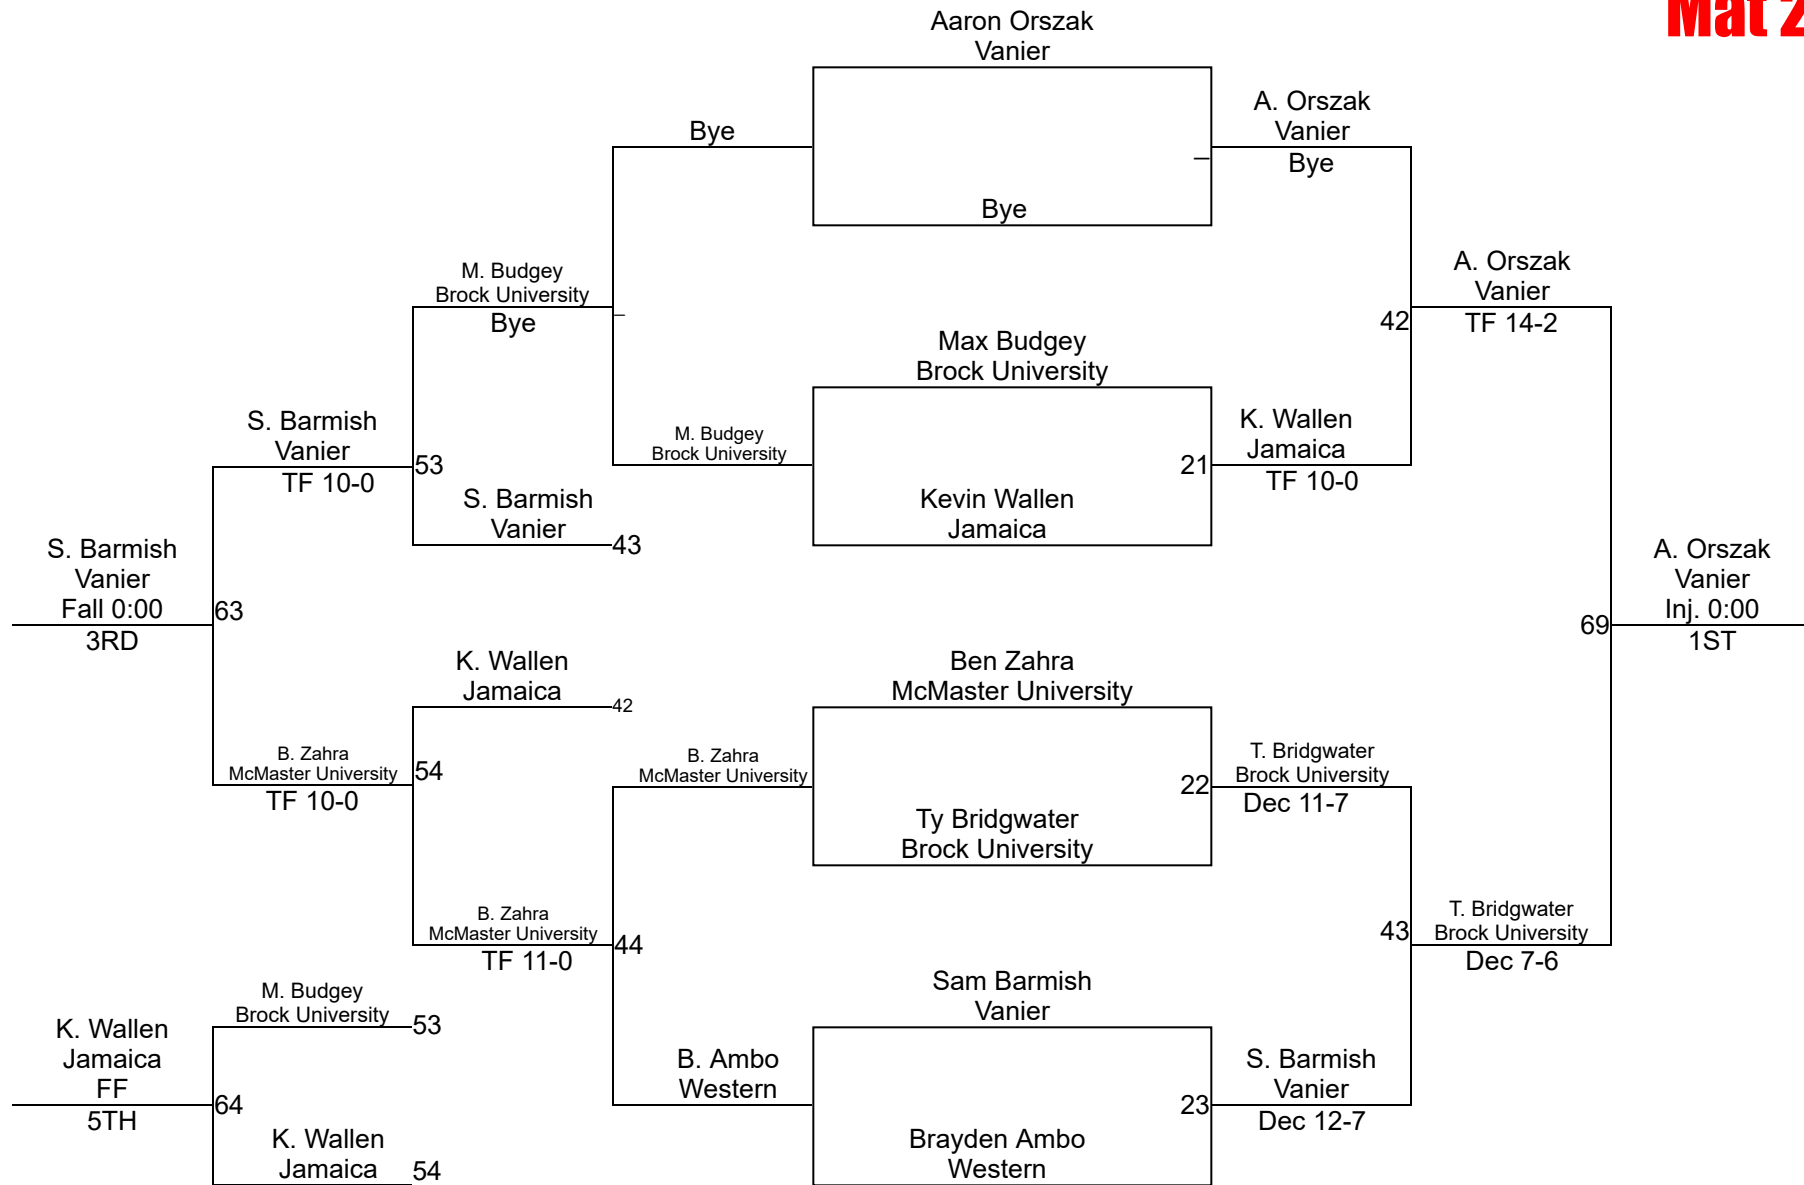 Mat 2
Aaron Orszak
Vanier
Bye
A. Orszak
Vanier
Bye
Bye
M. Budgey
Brock University
Bye
A. Orszak
Vanier
TF 14-2
42
Max Budgey
Brock University
S. Barmish
Vanier
TF 10-0
53
M. Budgey
Brock University
21
K. Wallen
Jamaica
TF 10-0
S. Barmish
Vanier
43
Kevin Wallen
Jamaica
S. Barmish
Vanier
Fall 0:00
3RD
63
A. Orszak
Vanier
Inj. 0:00
1ST
69
K. Wallen
Jamaica
42
Ben Zahra
McMaster University
B. Zahra
McMaster University
TF 10-0
54
B. Zahra
McMaster University
22
T. Bridgwater
Brock University
Dec 11-7
Ty Bridgwater
Brock University
B. Zahra
McMaster University
TF 11-0
44
43
T. Bridgwater
Brock University
Dec 7-6
Sam Barmish
Vanier
M. Budgey
Brock University
53
K. Wallen
Jamaica
FF
5TH
64
B. Ambo
Western
23
S. Barmish
Vanier
Dec 12-7
K. Wallen
Jamaica
54
Brayden Ambo
Western